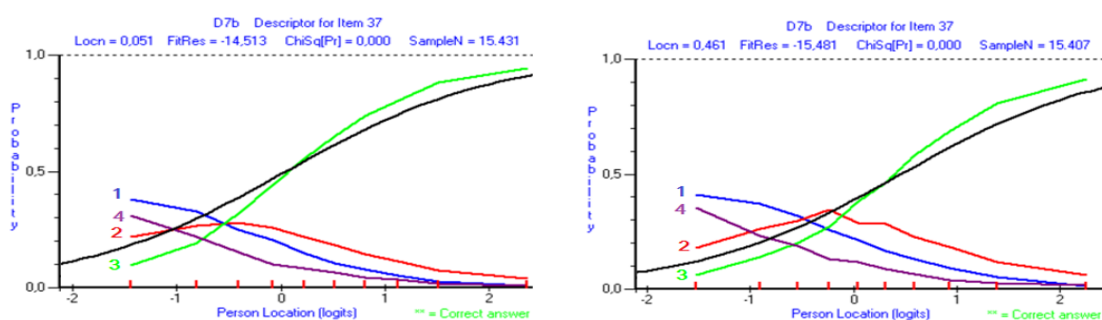 D7b Descriptor for Item 37
Locn = 0,051 FitRes = -14,513 ChiSq[Pr] = 0,000 SampleN = 15.431
1,0
Probability
0,5
1
4
2
3
0,0
-2 -1 0 1 2
Person Location (logits)
** = Correct answer
D7b Descriptor for Item 37
Locn = 0,461 FitRes = -15,481 ChiSq[Pr] = 0,000 SampleN = 15.407
1,0
Probability
0,5
1
4
2
3
0,0
-2 -1 0 1 2
Person Location (logits)
** = Correct answer